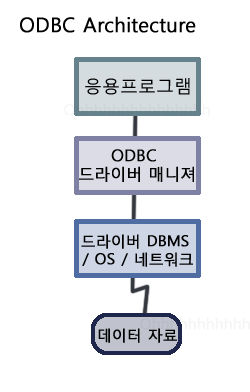 ODBC Architecture
응용프로그램
ODBC
드라이버 매니져
드라이버 DBMS
/ OS / 네트워크
데이터 자료